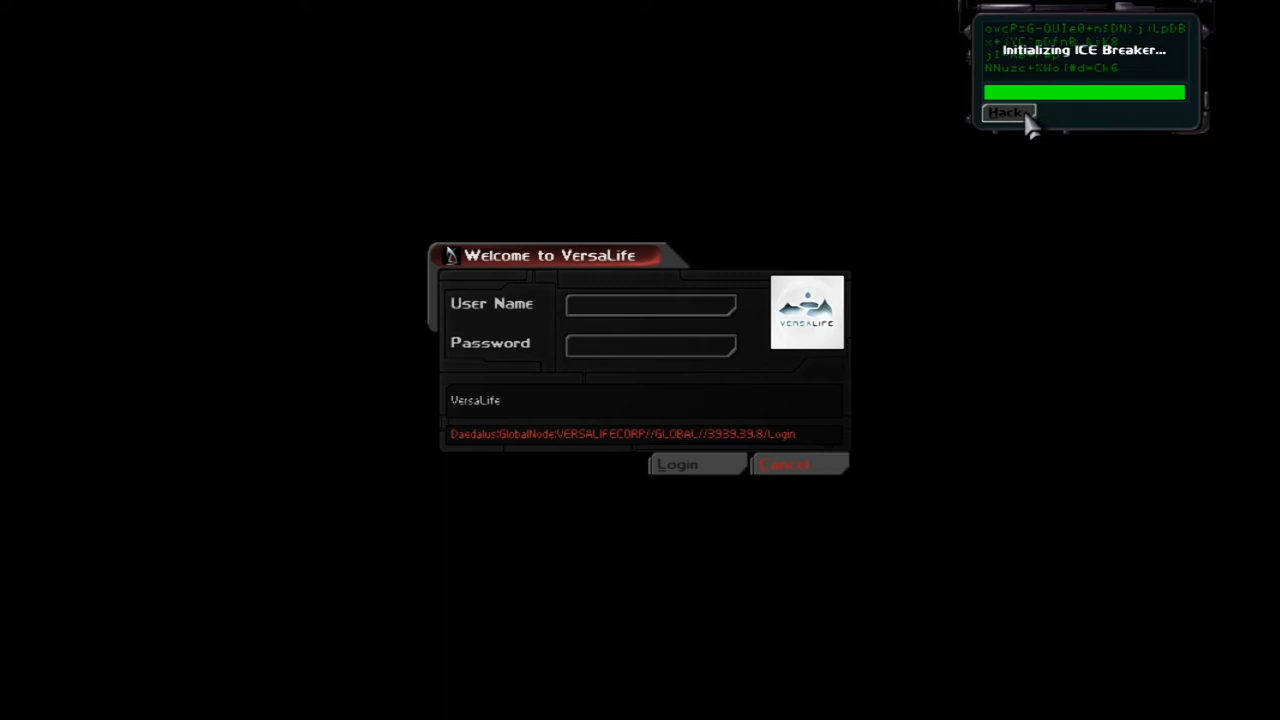 Initializing ICE Breaker...
Hack
Welcome to VersaLife
User Name
Password
VERSALIFE
VersaLife
Daedalus:GlobalNode:VERSALIFECORP//GLOBAL//3939.39.8/Login
Login
Cancel